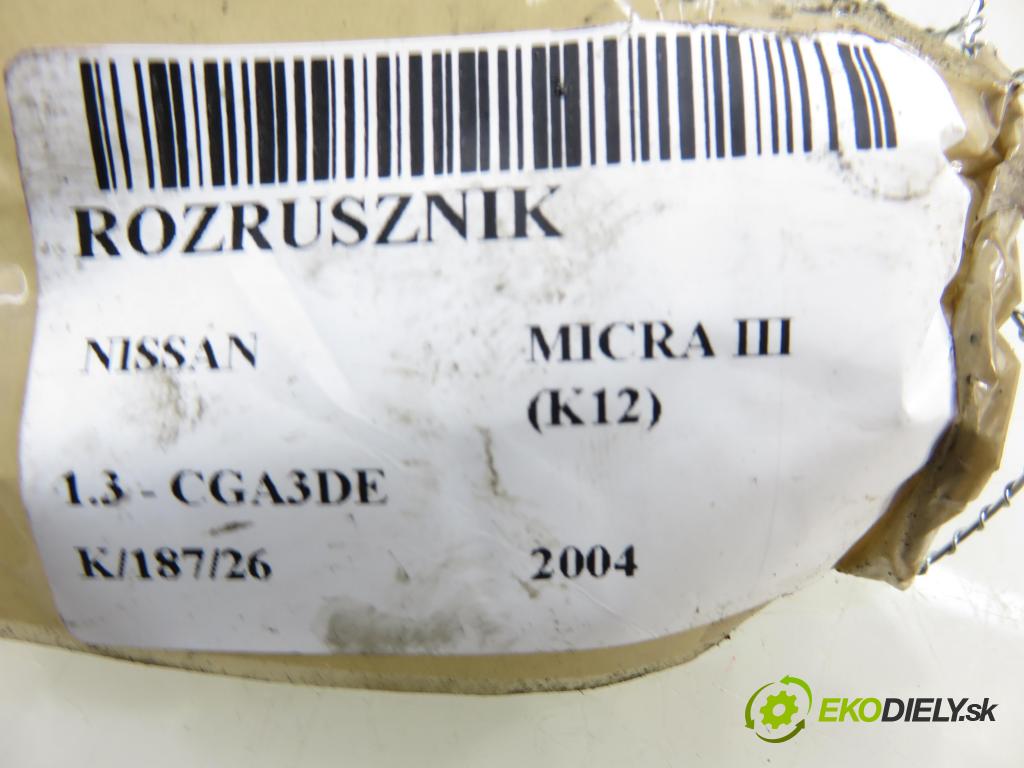 ROZRUSZNIK
NISSAN MICRA III
(K12)
1.3 - CGA3DE
K/187/26 2004
EKODIELY.sk